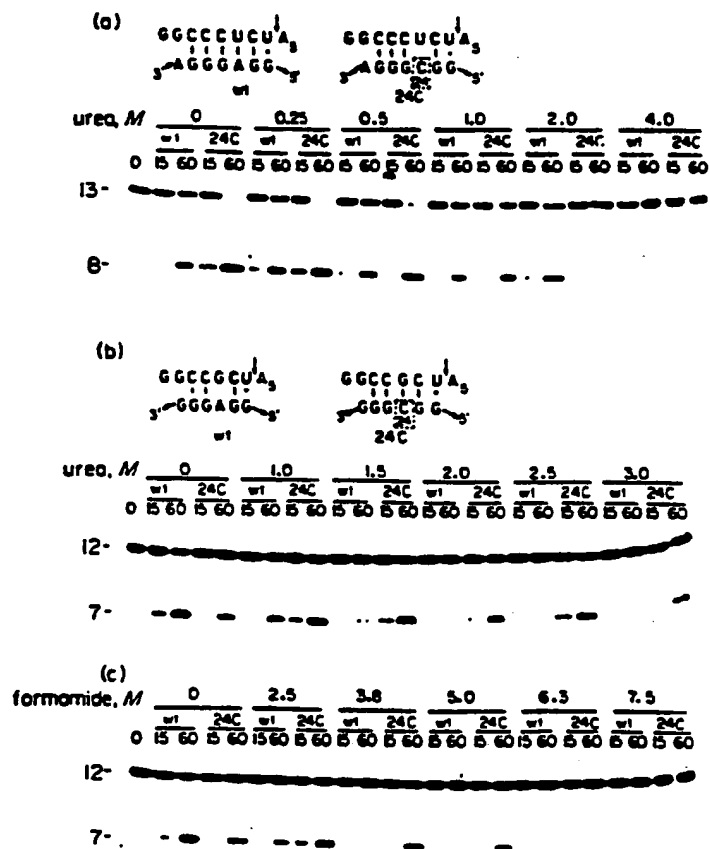 (a)
GGCCCUCUA5 GGCCCUCUA5
3' AGGGAGG 5' 3' AGGGCGG 5'
wt 24
24C
urea, M 0 0.25 0.5 1.0 2.0 4.0
wt 24C wt 24C wt 24C wt 24C wt 24C wt 24C
0 15 60 15 60 15 60 15 60 15 60 15 60 15 60 15 60 15 60 15 60 15 60 15 60
13-
8-
(b)
GGCCGCUA5 GGCCGCUA5
3' GGGAGG 5' GGGCGG 5'
wt 24
24C
urea, M 0 1.0 1.5 2.0 2.5 3.0
wt 24C wt 24C wt 24C wt 24C wt 24C wt 24C
0 15 60 15 60 15 60 15 60 15 60 15 60 15 60 15 60 15 60 15 60 15 60 15 60
12-
7-
(c)
formomide, M 0 2.5 3.8 5.0 6.3 7.5
wt 24C wt 24C wt 24C wt 24C wt 24C wt 24C
0 15 60 15 60 15 60 15 60 15 60 15 60 15 60 15 60 15 60 15 60 15 60 15 60
12-
7-